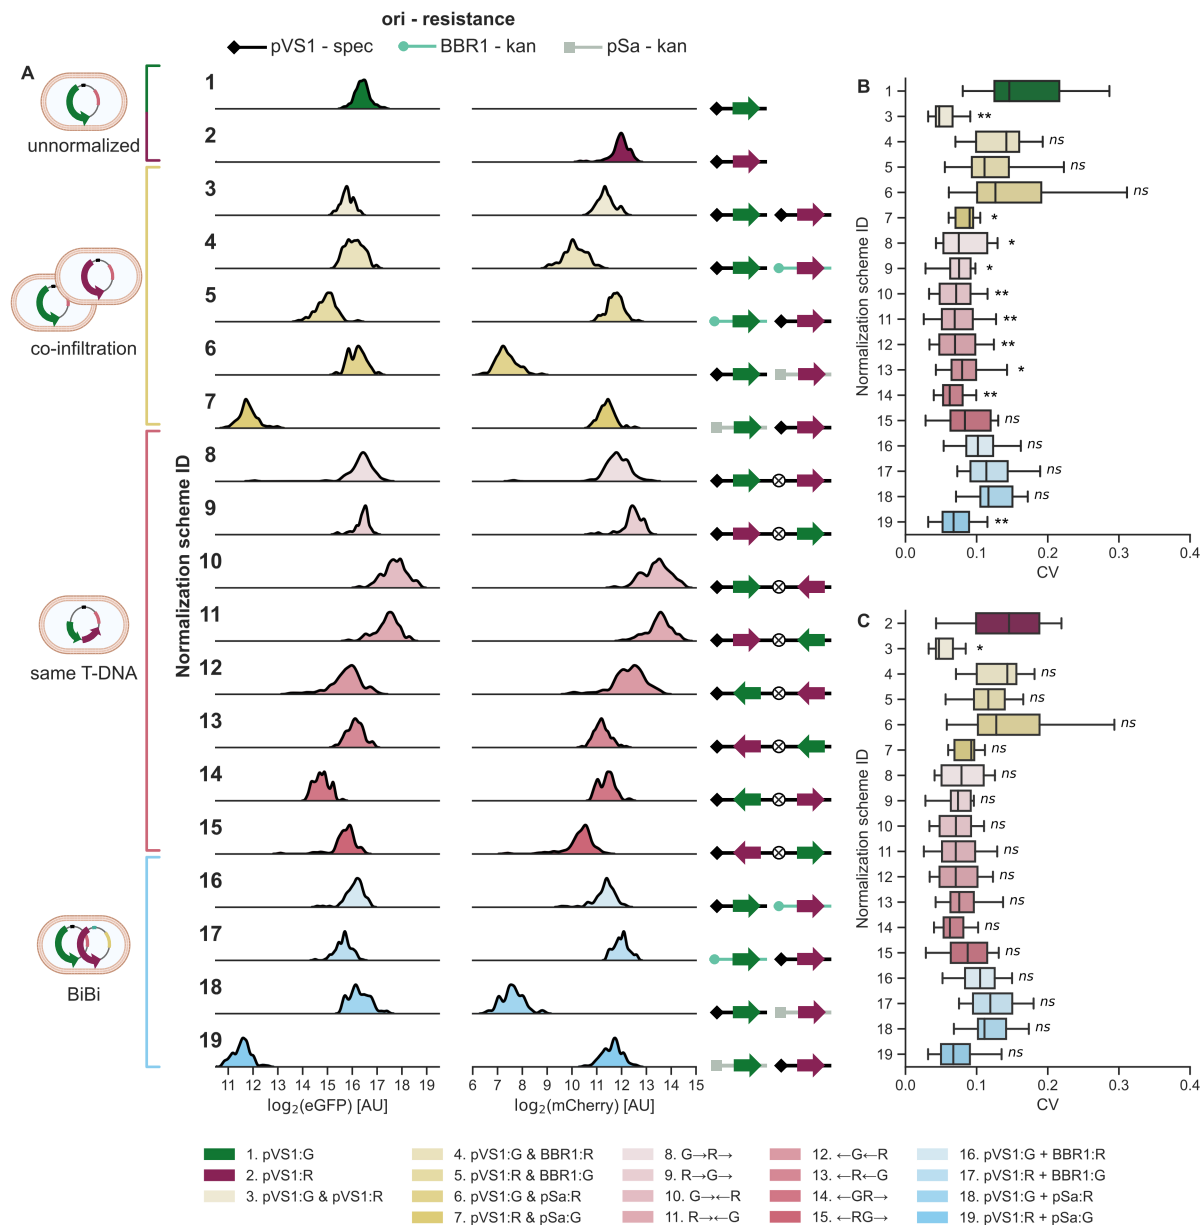 ori - resistance
pVS1 - spec BBR1 - kan pSa - kan
A
unnormalized
co-infiltration
same T-DNA
BiBi
Normalization scheme ID
1
2
3
4
5
6
7
8
9
10
11
12
13
14
15
16
17
18
19
11 12 13 14 15 16 17 18 19
log2(eGFP) [AU]
6 7 8 9 10 11 12 13 14 15
log2(mCherry) [AU]
B
Normalization scheme ID
1
3 **
4 ns
5 ns
6 ns
7 *
8 *
9 *
10 **
11 **
12 **
13 *
14 **
15 ns
16 ns
17 ns
18 ns
19 **
0.0 0.1 0.2 0.3 0.4
CV
C
Normalization scheme ID
2
3 *
4 ns
5 ns
6 ns
7 ns
8 ns
9 ns
10 ns
11 ns
12 ns
13 ns
14 ns
15 ns
16 ns
17 ns
18 ns
19 ns
0.0 0.1 0.2 0.3 0.4
CV
1. pVS1:G
2. pVS1:R
3. pVS1:G & pVS1:R
4. pVS1:G & BBR1:R
5. pVS1:R & BBR1:G
6. pVS1:G & pSa:R
7. pVS1:R & pSa:G
8. G→R→
9. R→G→
10. G→←R
11. R→←G
12. ←G←R
13. ←R←G
14. ←GR→
15. ←RG→
16. pVS1:G + BBR1:R
17. pVS1:R + BBR1:G
18. pVS1:G + pSa:R
19. pVS1:R + pSa:G